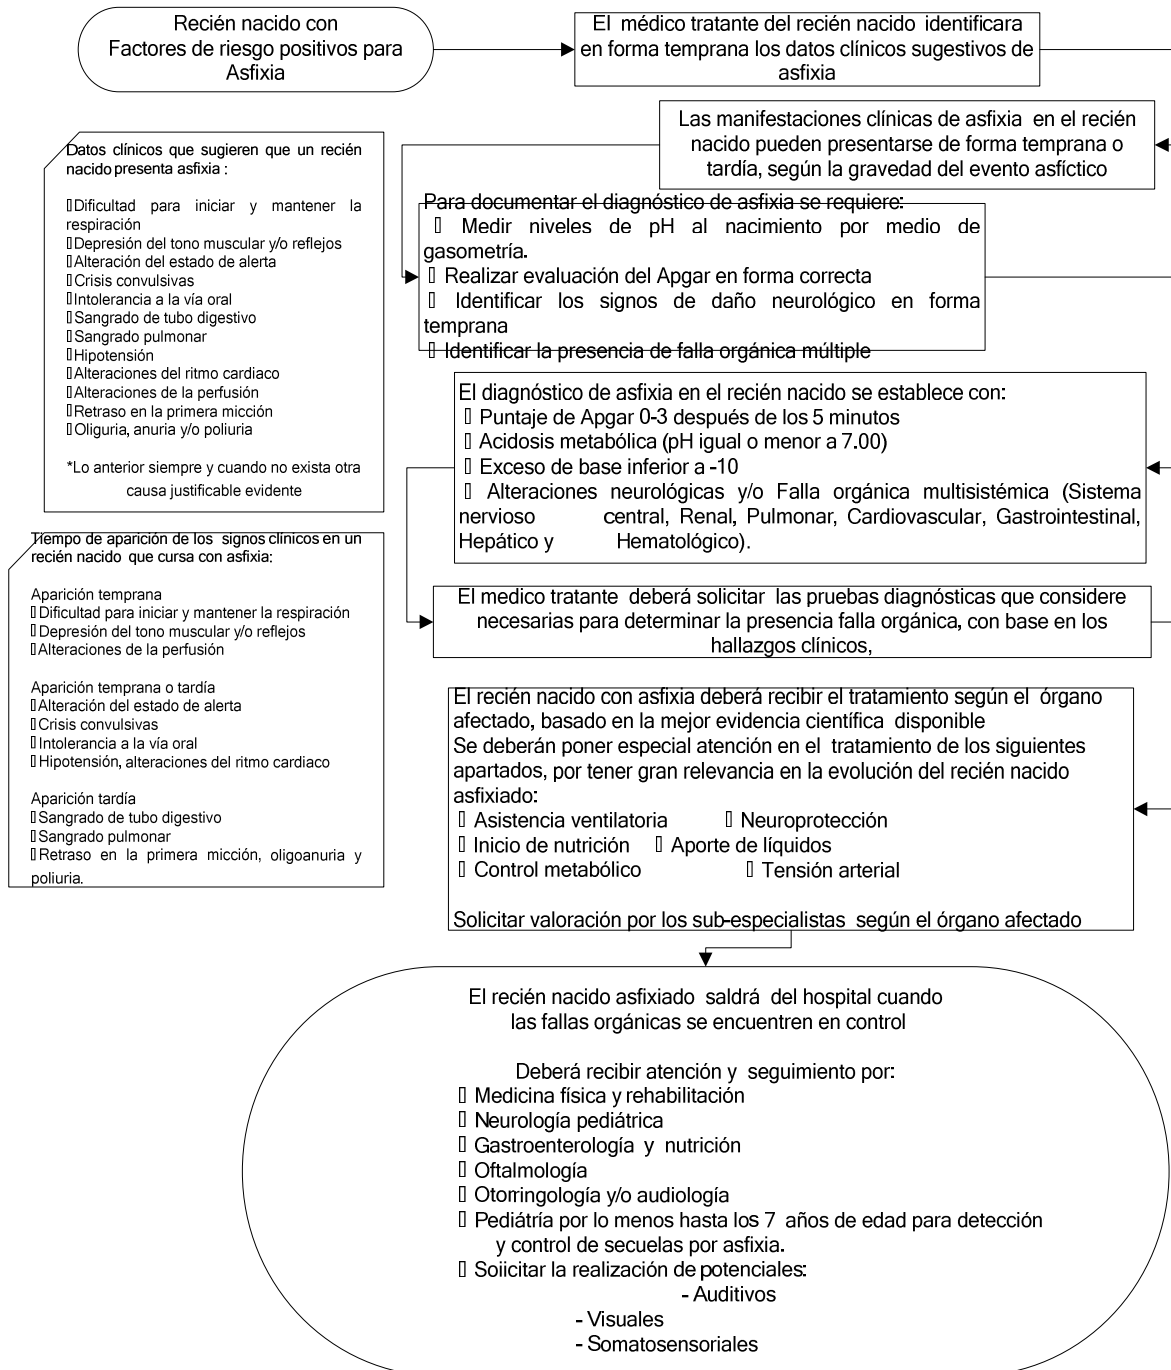 Recién nacido con
Factores de riesgo positivos para
Asfixia
El médico tratante del recién nacido identificara
en forma temprana los datos clínicos sugestivos de
asfixia
Las manifestaciones clínicas de asfixia en el recién
nacido pueden presentarse de forma temprana o
tardía, según la gravedad del evento asfíctico
Datos clínicos que sugieren que un recién
nacido presenta asfixia :
▯Dificultad para iniciar y mantener la
respiración
▯Depresión del tono muscular y/o reflejos
▯Alteración del estado de alerta
▯Crisis convulsivas
▯Intolerancia a la vía oral
▯Sangrado de tubo digestivo
▯Sangrado pulmonar
▯Hipotensión
▯Alteraciones del ritmo cardiaco
▯Alteraciones de la perfusión
▯Retraso en la primera micción
▯Oliguria, anuria y/o poliuria
*Lo anterior siempre y cuando no exista otra
causa justificable evidente
Para documentar el diagnóstico de asfixia se requiere:
▯ Medir niveles de pH al nacimiento por medio de
gasometría.
▯ Realizar evaluación del Apgar en forma correcta
▯ Identificar los signos de daño neurológico en forma
temprana
▯ Identificar la presencia de falla orgánica múltiple
El diagnóstico de asfixia en el recién nacido se establece con:
▯ Puntaje de Apgar 0-3 después de los 5 minutos
▯ Acidosis metabólica (pH igual o menor a 7.00)
▯ Exceso de base inferior a -10
▯ Alteraciones neurológicas y/o Falla orgánica multisistémica (Sistema
nervioso central, Renal, Pulmonar, Cardiovascular, Gastrointestinal,
Hepático y Hematológico).
Tiempo de aparición de los signos clínicos en un
recién nacido que cursa con asfixia:
Aparición temprana
▯Dificultad para iniciar y mantener la respiración
▯Depresión del tono muscular y/o reflejos
▯Alteraciones de la perfusión
Aparición temprana o tardía
▯Alteración del estado de alerta
▯Crisis convulsivas
▯Intolerancia a la vía oral
▯Hipotensión, alteraciones del ritmo cardiaco
Aparición tardía
▯Sangrado de tubo digestivo
▯Sangrado pulmonar
▯Retraso en la primera micción, oligoanuria y
poliuria.
El medico tratante deberá solicitar las pruebas diagnósticas que considere
necesarias para determinar la presencia falla orgánica, con base en los
hallazgos clínicos,
El recién nacido con asfixia deberá recibir el tratamiento según el órgano
afectado, basado en la mejor evidencia científica disponible
Se deberán poner especial atención en el tratamiento de los siguientes
apartados, por tener gran relevancia en la evolución del recién nacido
asfixiado:
▯ Asistencia ventilatoria ▯ Neuroprotección
▯ Inicio de nutrición ▯ Aporte de líquidos
▯ Control metabólico ▯ Tensión arterial
Solicitar valoración por los sub-especialistas según el órgano afectado
El recién nacido asfixiado saldrá del hospital cuando
las fallas orgánicas se encuentren en control
Deberá recibir atención y seguimiento por:
▯ Medicina física y rehabilitación
▯ Neurología pediátrica
▯ Gastroenterología y nutrición
▯ Oftalmología
▯ Otorringología y/o audiología
▯ Pediátría por lo menos hasta los 7 años de edad para detección
y control de secuelas por asfixia.
▯ Soiicitar la realización de potenciales:
- Auditivos
- Visuales
- Somatosensoriales